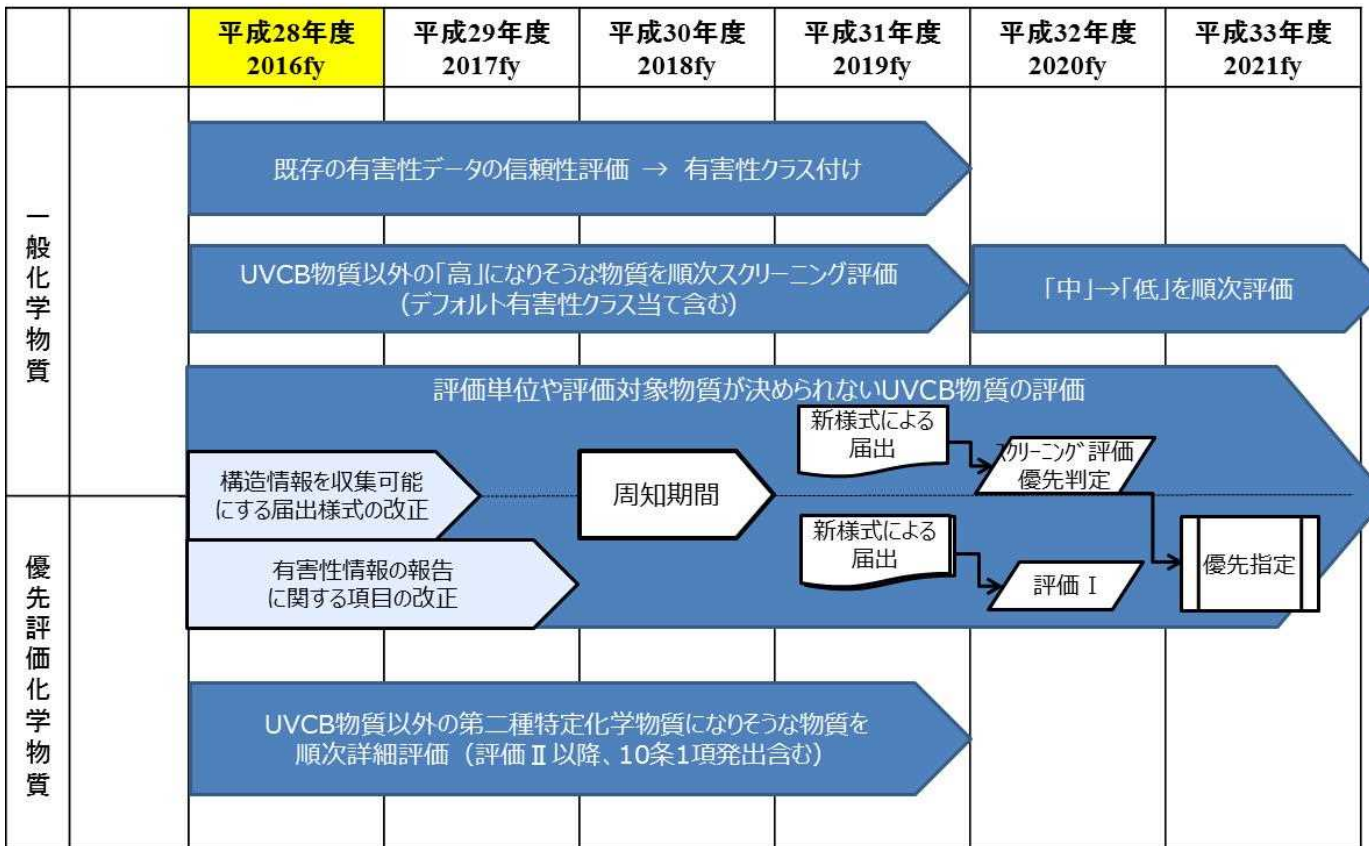 平成28年度
2016fy
平成29年度
2017fy
平成30年度
2018fy
平成31年度
2019fy
平成32年度
2020fy
平成33年度
2021fy
一般化学物質
既存の有害性データの信頼性評価 → 有害性クラス付け
UVCB物質以外の「高」になりそうな物質を順次スクリーニング評価
(デフォルト有害性クラス当て含む)
「中」→「低」を順次評価
評価単位や評価対象物質が決められないUVCB物質の評価
構造情報を収集可能
にする届出様式の改正
周知期間
新様式による
届出
スクリーニング評価
優先判定
優先評価化学物質
有害性情報の報告
に関する項目の改正
新様式による
届出
評価Ⅰ
優先指定
UVCB物質以外の第二種特定化学物質になりそうな物質を
順次詳細評価(評価Ⅱ以降、10条1項発出含む)